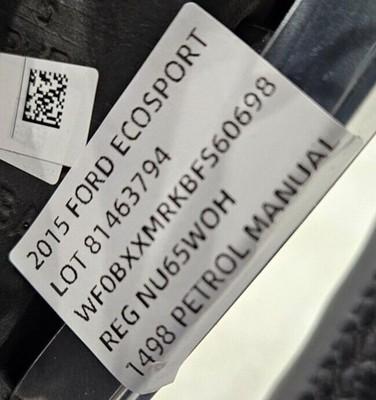 2015 FORD ECOSPORT
LOT 81463794
WF0BXXMRKBFS60698
REG NU65WOH
1498 PETROL MANUAL